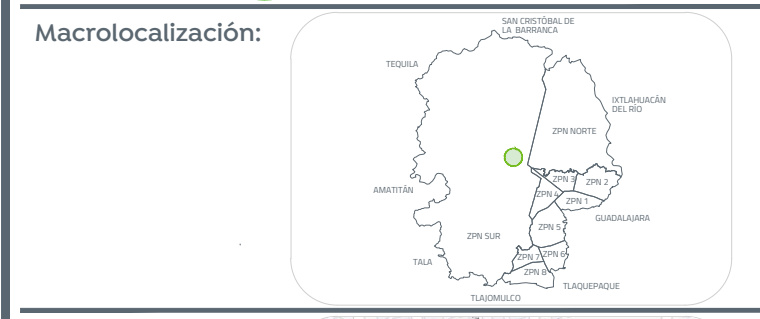 Macrolocalización:
SAN CRISTÓBAL DE
LA BARRANCA
TEQUILA
IXTLAHUACÁN
DEL RÍO
ZPN NORTE
ZPN 3
ZPN 2
AMATITÁN
ZPN 4
ZPN 1
GUADALAJARA
ZPN 5
ZPN SUR
ZPN 7
ZPN 6
TALA
ZPN 8
TLAQUEPAQUE
TLAJOMULCO